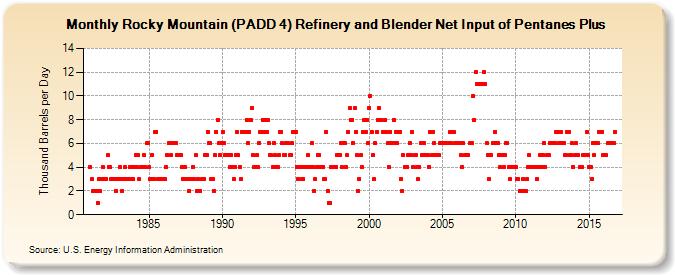 Monthly Rocky Mountain (PADD 4) Refinery and Blender Net Input of Pentanes Plus
Thousand Barrels per Day
14
12
10
8
6
4
2
0
1985 1990 1995 2000 2005 2010 2015
Source: U.S. Energy Information Administration